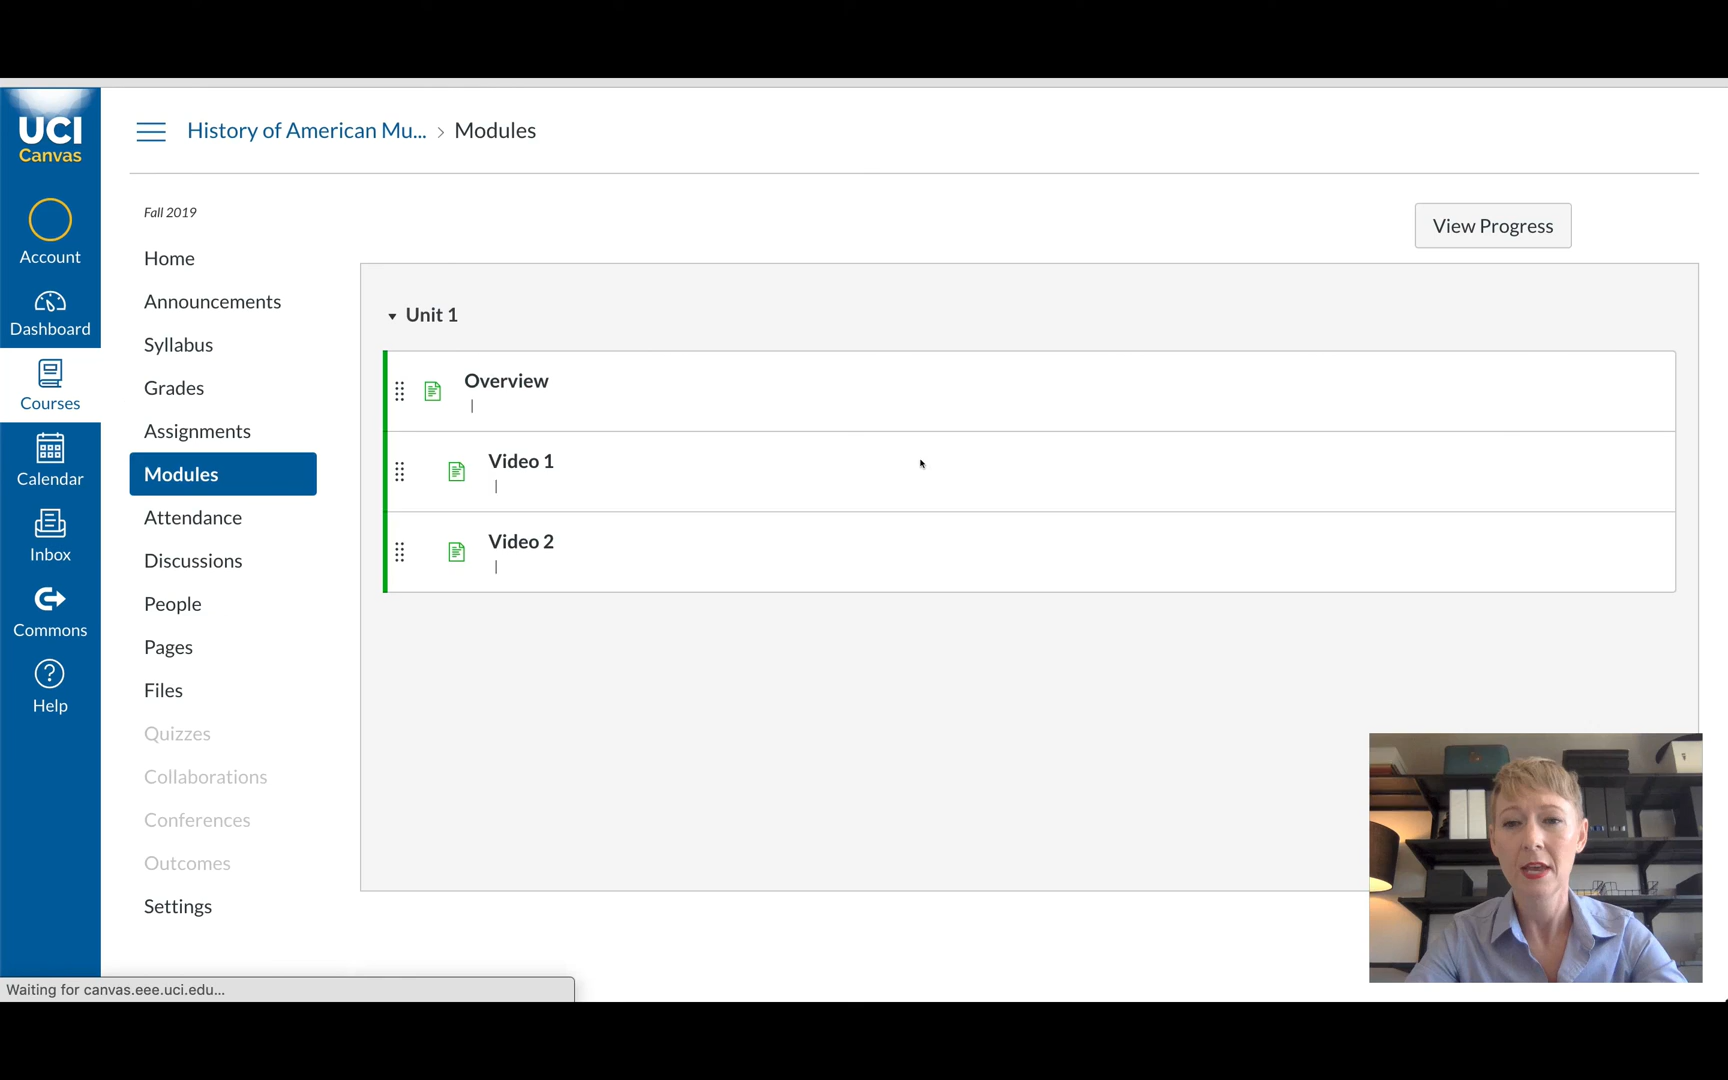 UCI
Canvas
Account
Dashboard
Courses
Calendar
Inbox
Commons
Help
History of American Mu... > Modules
Fall 2019
Home
Announcements
Syllabus
Grades
Assignments
Modules
Attendance
Discussions
People
Pages
Files
Quizzes
Collaborations
Conferences
Outcomes
Settings
View Progress
Unit 1
Overview
|
Video 1
|
Video 2
|
Waiting for canvas.eee.uci.edu...